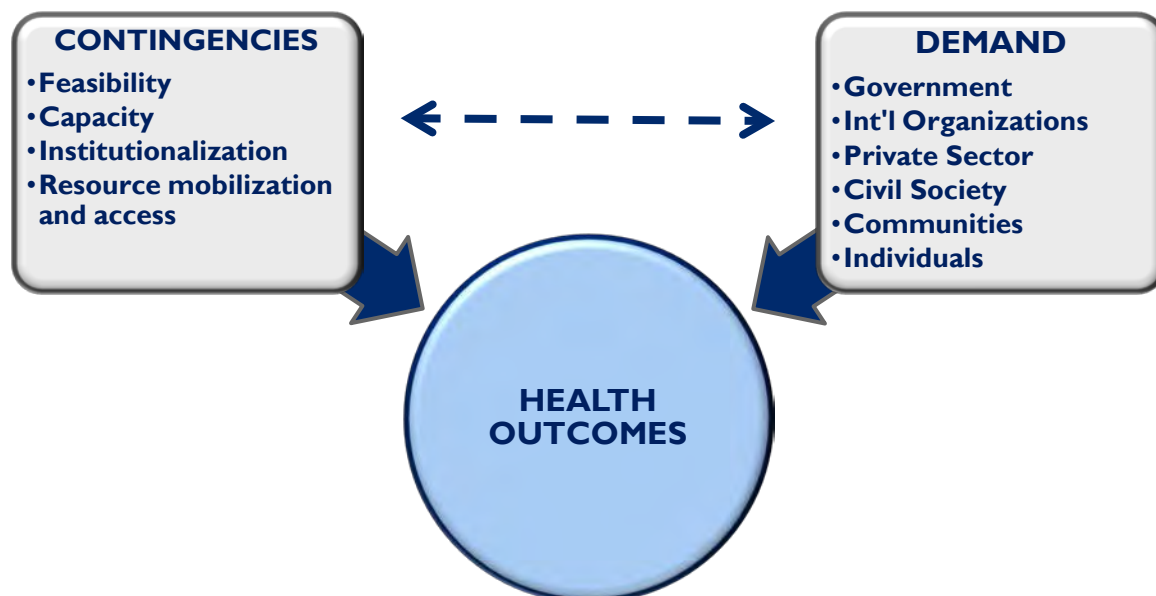 CONTINGENCIES
•Feasibility
•Capacity
•Institutionalization
•Resource mobilization
and access
DEMAND
•Government
•Int'l Organizations
•Private Sector
•Civil Society
•Communities
•Individuals
HEALTH
OUTCOMES